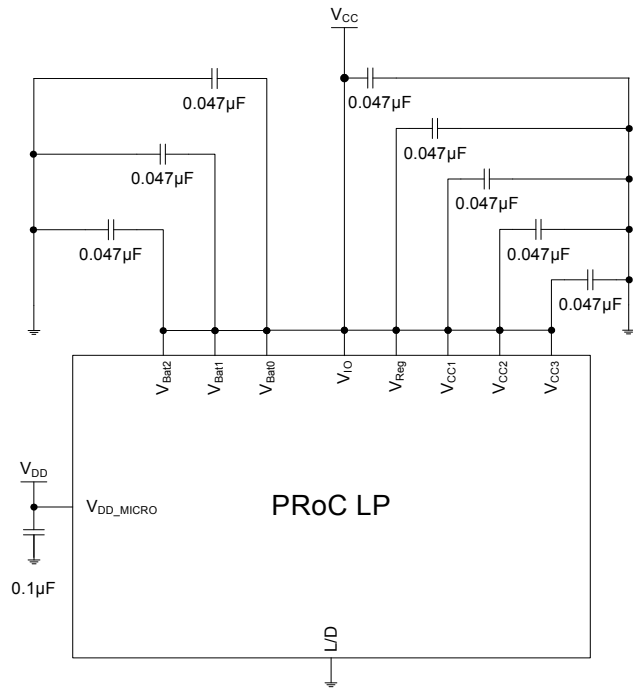 VCC
0.047µF
0.047µF
0.047µF
0.047µF
0.047µF
0.047µF
0.047µF
0.047µF
VBat2
VBat1
VBat0
VIO
VReg
VCC1
VCC2
VCC3
VDD
VDD_MICRO
PRoC LP
0.1µF
L/D